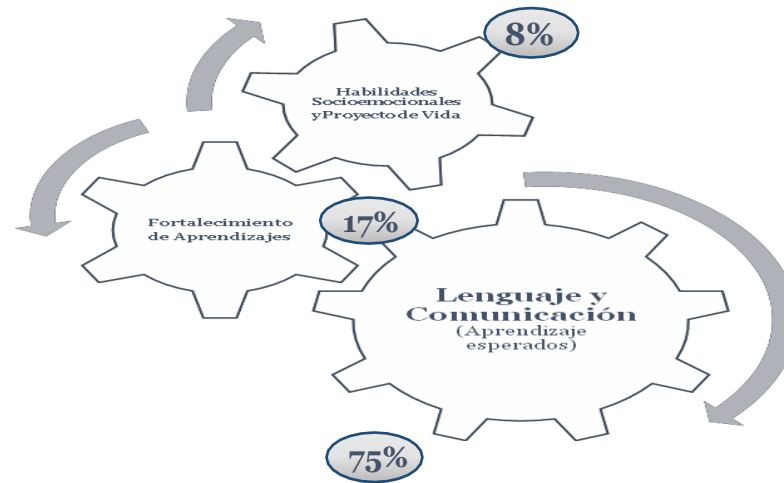 8%
Habilidades
Socioemocionales
yProyecto de Vida
Fortalecimiento
de Aprendizajes
17%
Lenguaje y
Comunicación
(Aprendizaje
esperados)
75%